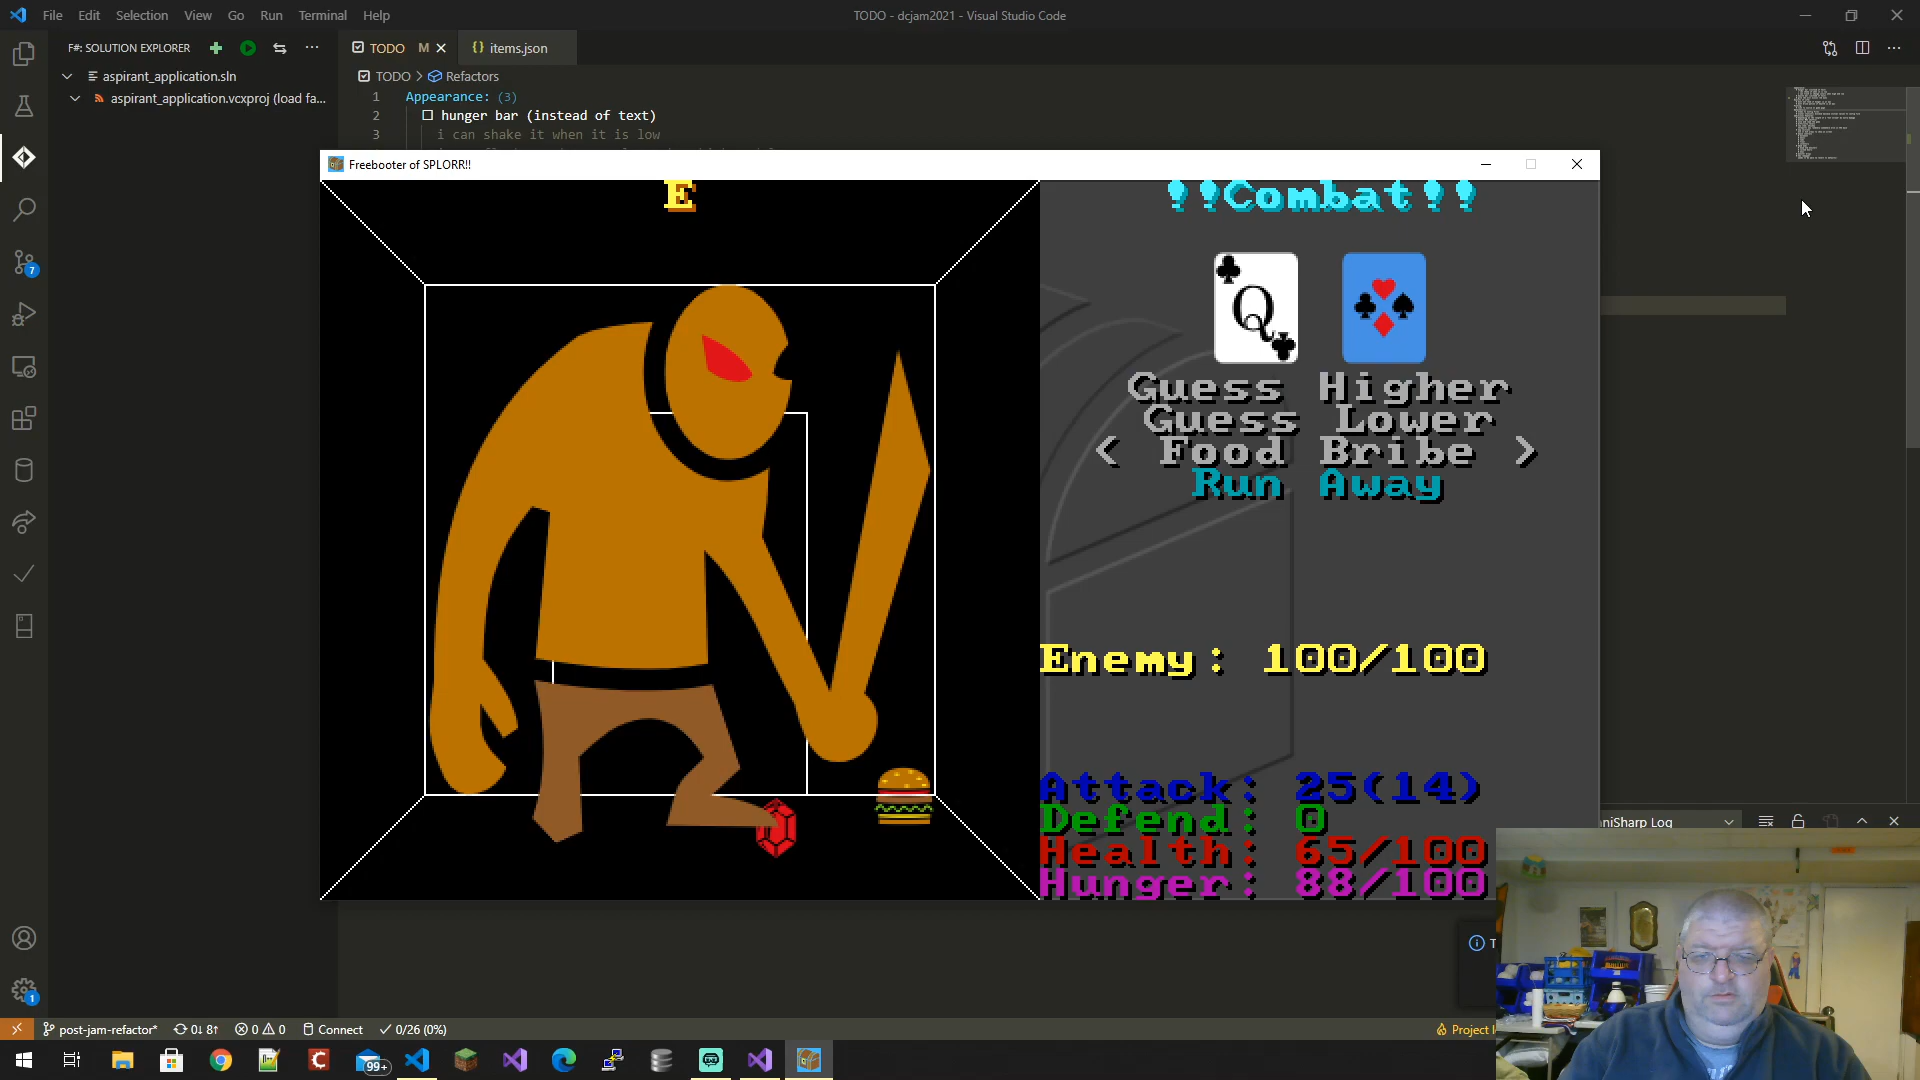 File Edit Selection View Go Run Terminal Help
TODO - dcjam2021 - Visual Studio Code
F#: SOLUTION EXPLORER
TODO M
{} items.json
aspirant_application.sln
aspirant_application.vcxproj (load fa...
TODO > Refactors
1 Appearance: (3)
2 hunger bar (instead of text)
3 i can shake it when it is low
Freebooter of SPLORR!!
E
!!Combat!!
Q
Guess Higher
Guess Lower
< Food Bribe >
Run Away
Enemy: 100/100
Attack: 25(14)
Defend: 0
Health: 65/100
Hunger: 88/100
niSharp Log
7
1
post-jam-refactor* 0↓ 8↑ 0 0 Connect 0/26 (0%)
Project
99+